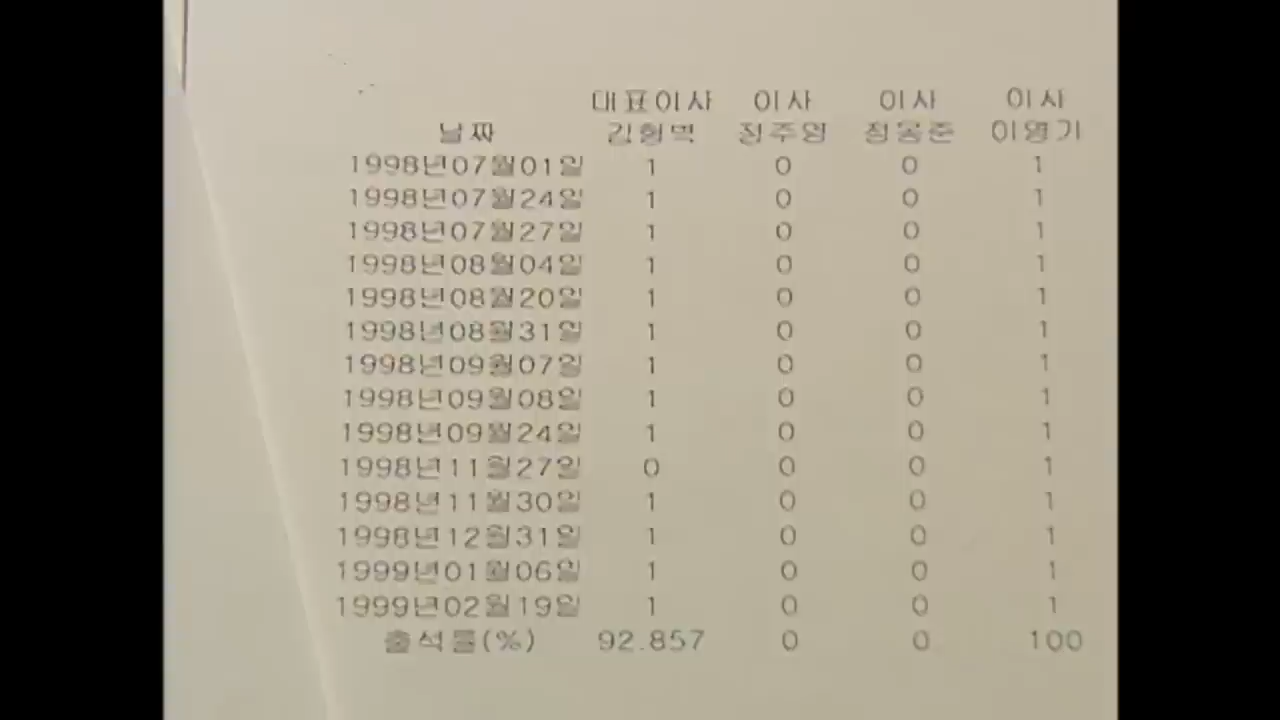 대표이사 이사 이사 이사
날짜 김형벽 정주영 정몽준 이영기
1998년07월01일 1 0 0 1
1998년07월24일 1 0 0 1
1998년07월27일 1 0 0 1
1998년08월04일 1 0 0 1
1998년08월20일 1 0 0 1
1998년08월31일 1 0 0 1
1998년09월07일 1 0 0 1
1998년09월08일 1 0 0 1
1998년09월24일 1 0 0 1
1998년11월27일 0 0 0 1
1998년11월30일 1 0 0 1
1998년12월31일 1 0 0 1
1999년01월06일 1 0 0 1
1999년02월19일 1 0 0 1
출석률(%) 92.857 0 0 100